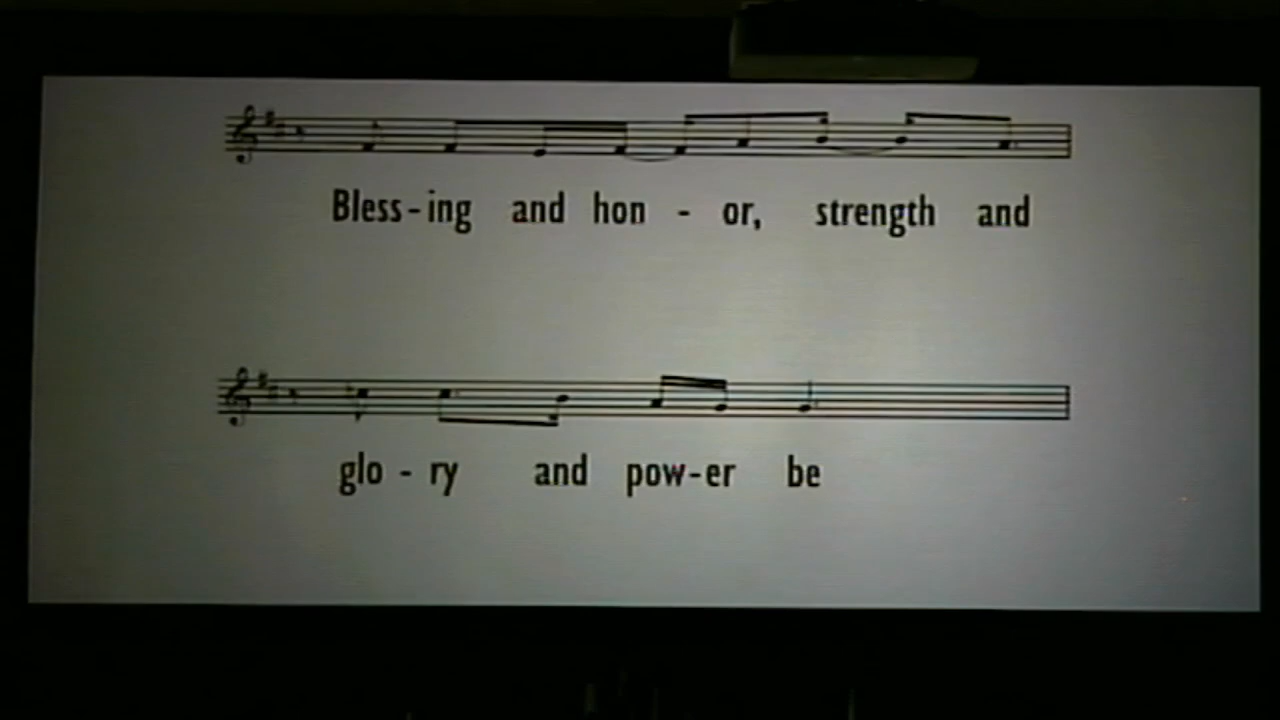 Bless-ing and hon - or, strength and
glo - ry and pow-er be